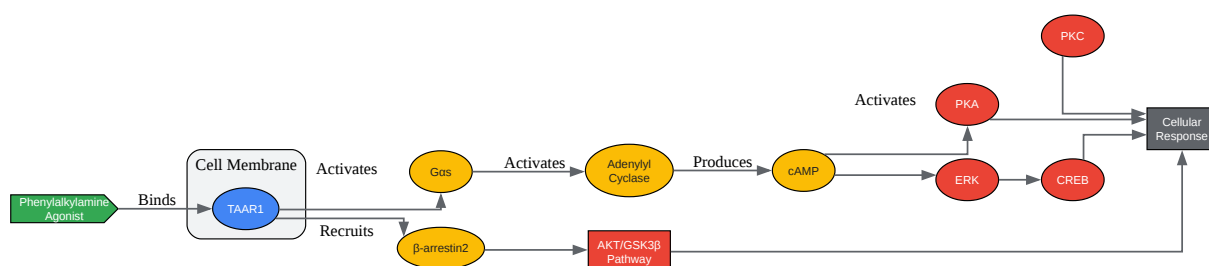 Phenylalkylamine
Agonist
Binds
Cell Membrane
TAAR1
Activates
Recruits
Gαs
β-arrestin2
Activates
Adenylyl
Cyclase
AKT/GSK3β
Pathway
Produces
cAMP
Activates
PKA
ERK
PKC
CREB
Cellular
Response